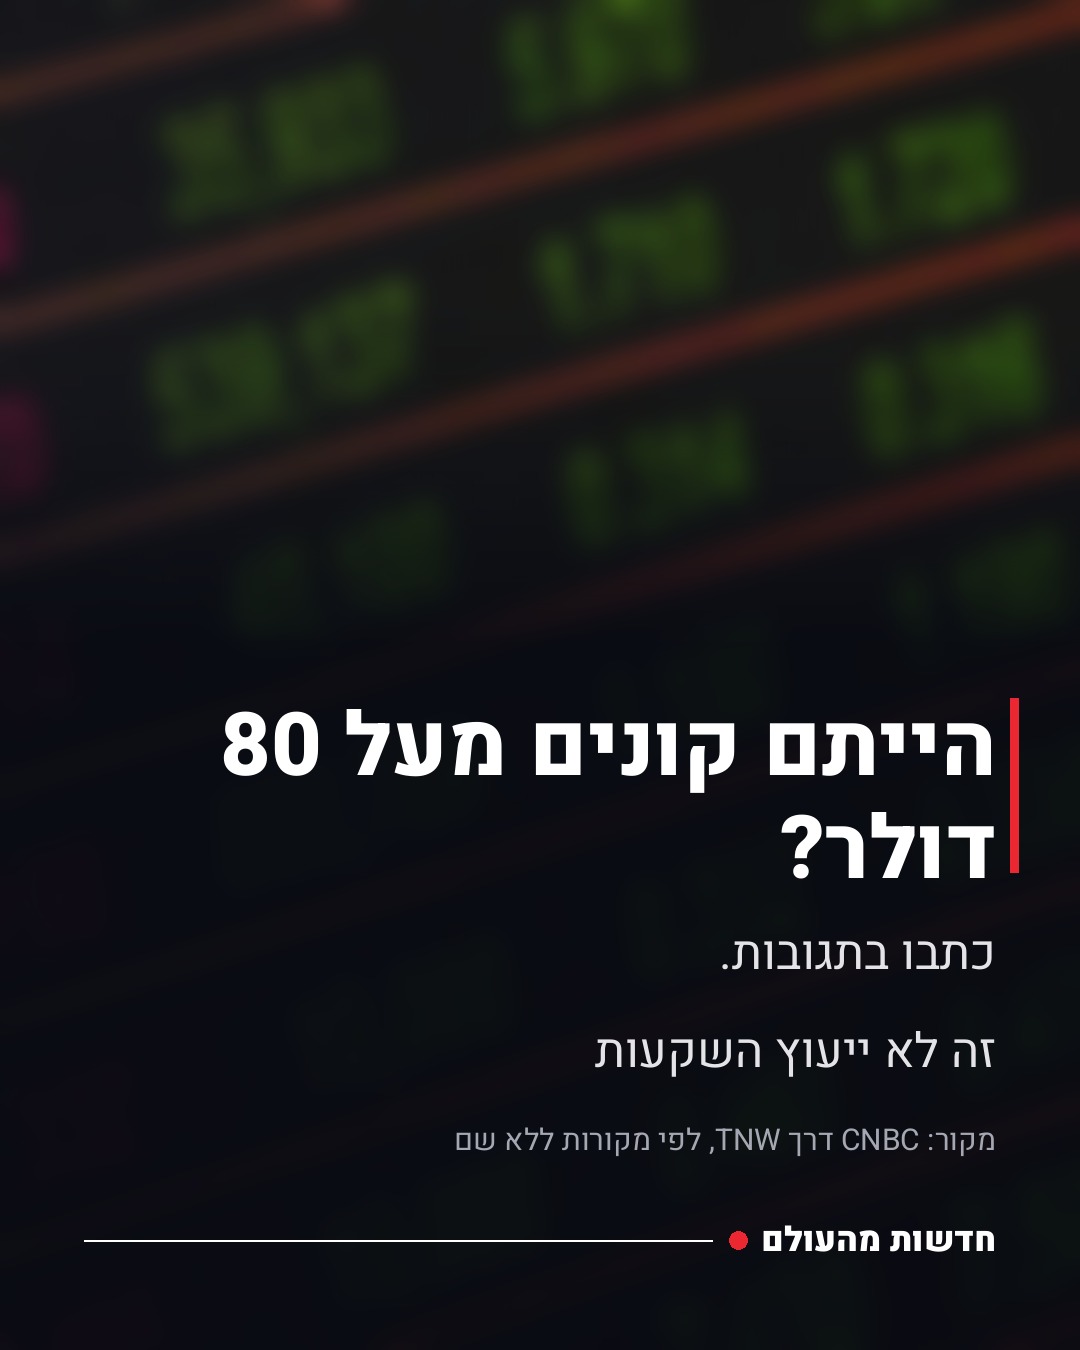 הייתם קונים מעל 80
דולר?
כתבו בתגובות.
זה לא ייעוץ השקעות
מקור: CNBC דרך TNW, לפי מקורות ללא שם
חדשות מהעולם